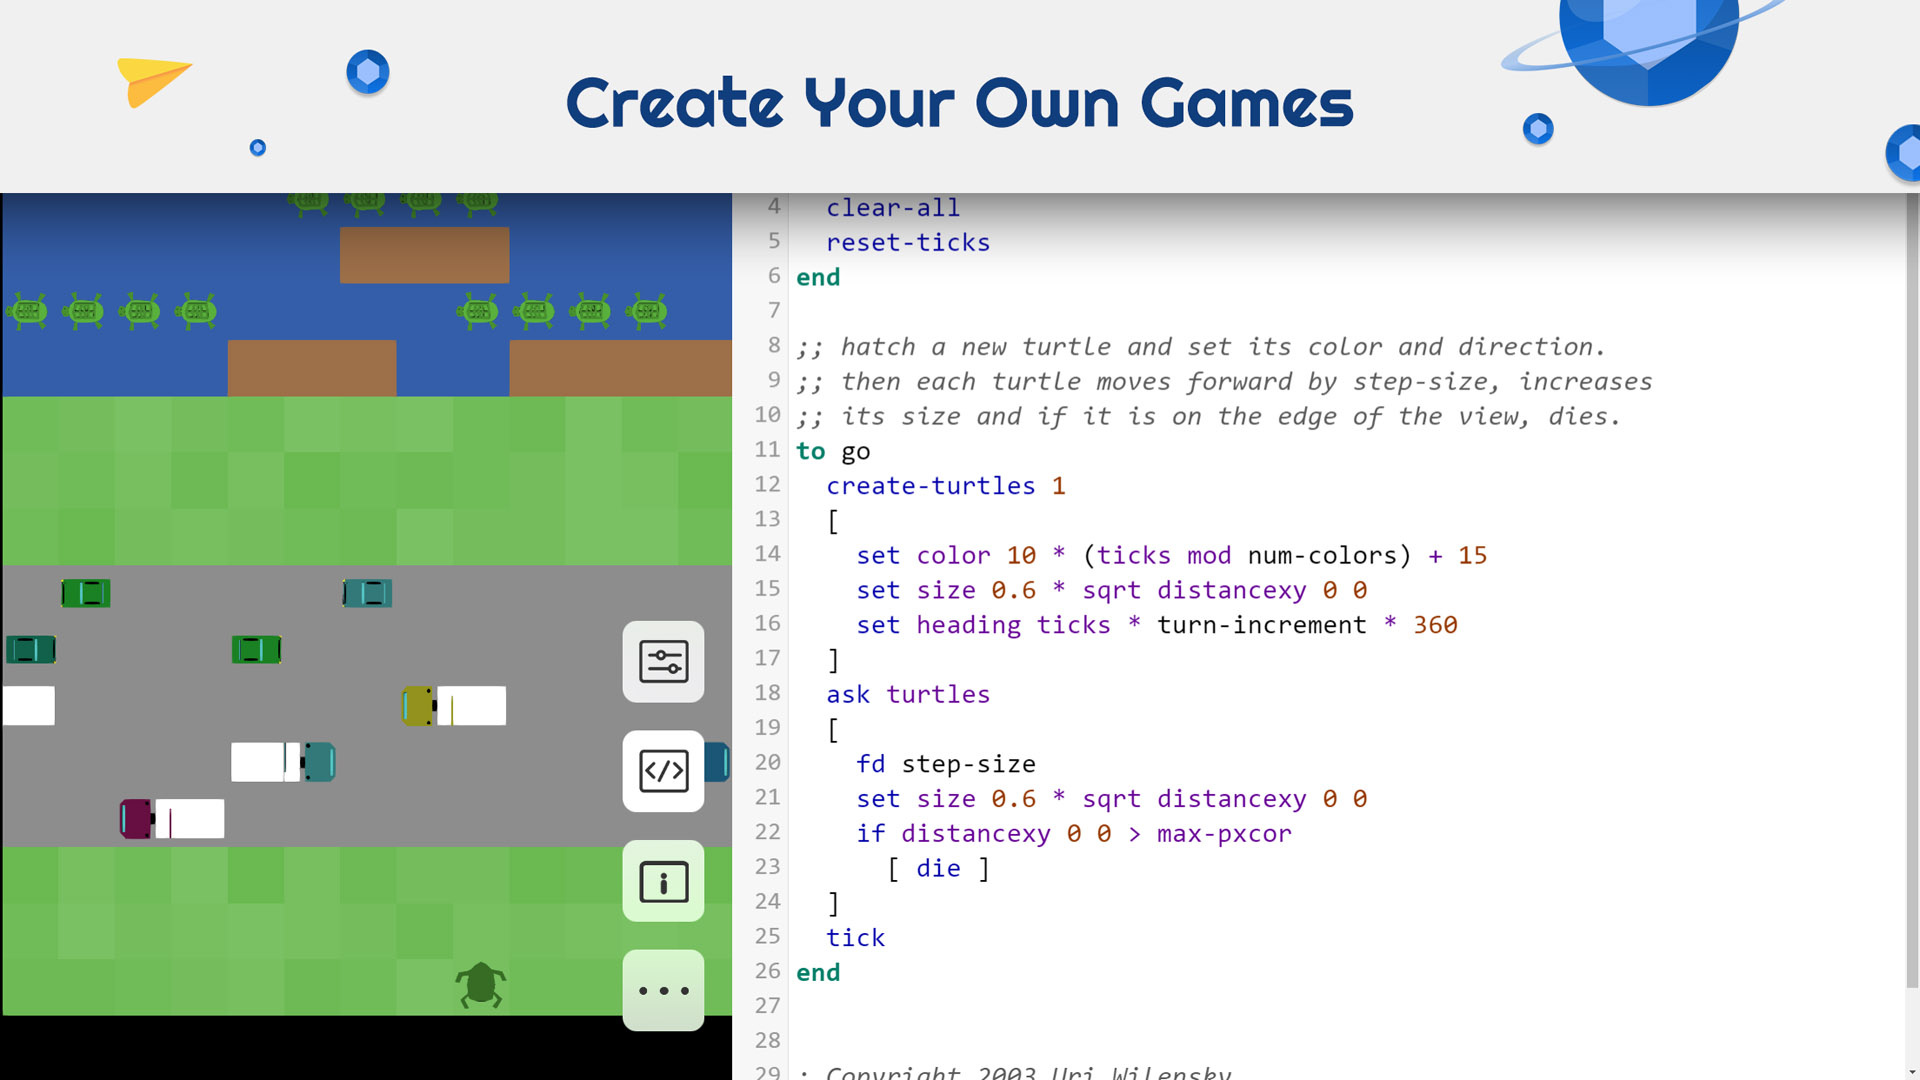 Create Your Own Games
4 clear-all
5 reset-ticks
6 end
7
8 ;; hatch a new turtle and set its color and direction.
9 ;; then each turtle moves forward by step-size, increases
10 ;; its size and if it is on the edge of the view, dies.
11 to go
12 create-turtles 1
13 [
14 set color 10 * (ticks mod num-colors) + 15
15 set size 0.6 * sqrt distancexy 0 0
16 set heading ticks * turn-increment * 360
17 ]
18 ask turtles
19 [
20 fd step-size
21 set size 0.6 * sqrt distancexy 0 0
22 if distancexy 0 0 > max-pxcor
23 [ die ]
24 ]
25 tick
26 end
27
28
29 ; Copyright 2003 Uri Wilensky